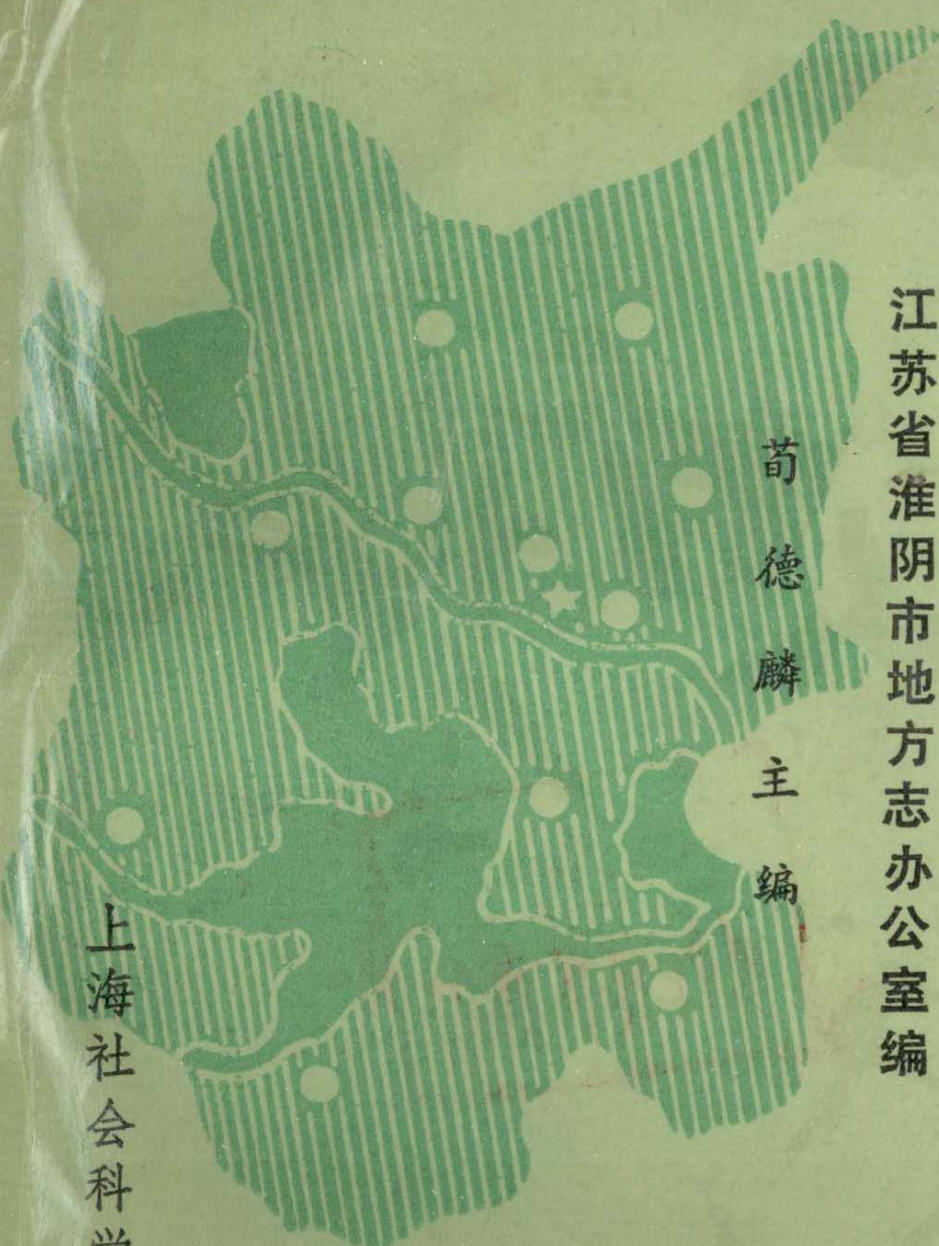 江苏省淮阴市地方志办公室编
荀德麟主编
上海社会科学